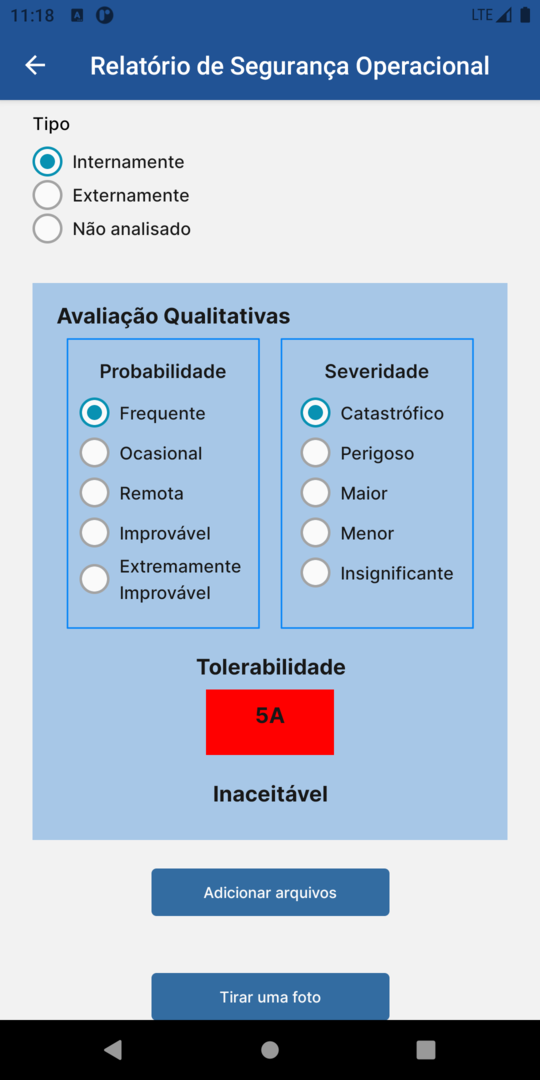 11:18
LTE
Relatório de Segurança Operacional
Tipo
Internamente
Externamente
Não analisado
Avaliação Qualitativas
Probabilidade
Frequente
Ocasional
Remota
Improvável
Extremamente
Improvável
Severidade
Catastrófico
Perigoso
Maior
Menor
Insignificante
Tolerabilidade
5A
Inaceitável
Adicionar arquivos
Tirar uma foto